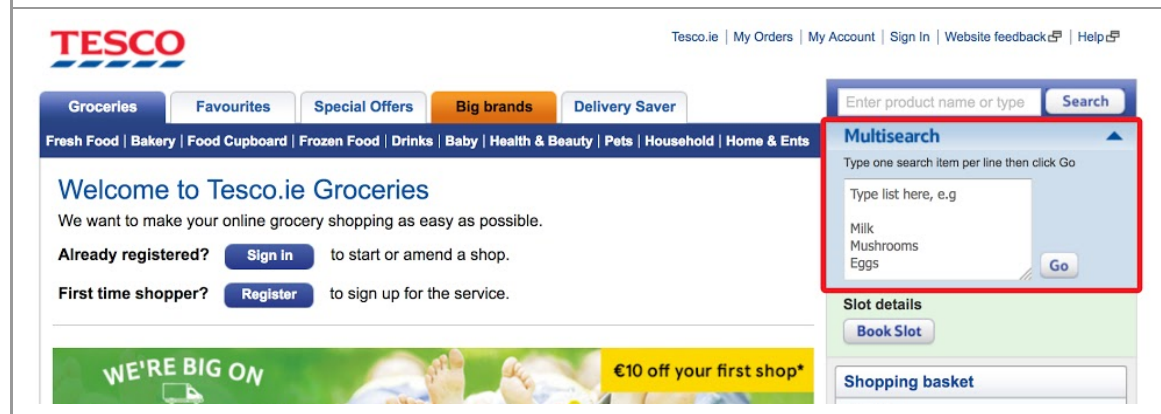 TESCO
Tesco.ie | My Orders | My Account | Sign In | Website feedback | Help
Groceries Favourites Special Offers Big brands Delivery Saver
Fresh Food | Bakery | Food Cupboard | Frozen Food | Drinks | Baby | Health & Beauty | Pets | Household | Home & Ents
Enter product name or type Search
Multisearch
Type one search item per line then click Go
Type list here, e.g
Milk
Mushrooms
Eggs
Go
Welcome to Tesco.ie Groceries
We want to make your online grocery shopping as easy as possible.
Already registered? Sign in to start or amend a shop.
First time shopper? Register to sign up for the service.
Slot details
Book Slot
WE'RE BIG ON
€10 off your first shop*
Shopping basket